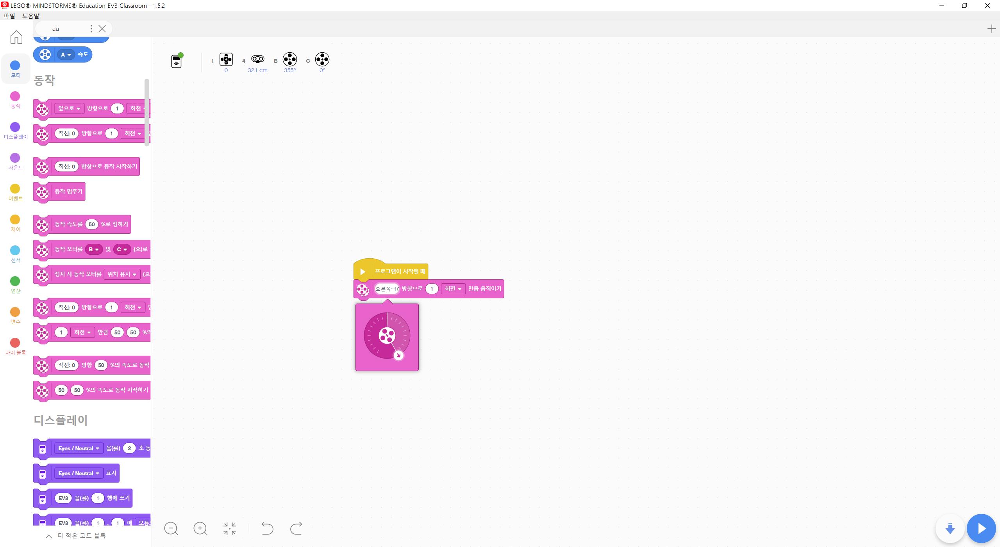 LEGO® MINDSTORMS® Education EV3 Classroom - 1.5.2
파일 도움말
aa
A 속도
1 4 B C
0 32.1 cm 355° 0°
모터
동작
디스플레이
사운드
이벤트
제어
센서
연산
변수
마이 블록
동작
앞으로 방향으로 1 회전
직선: 0 방향으로 1 회전
직선: 0 방향으로 동작 시작하기
동작 멈추기
동작 속도를 50 %로 정하기
동작 모터를 B 및 C (으)로
정지 시 동작 모터를 위치 유지 (으
직선: 0 방향으로 1 회전
1 회전 만큼 50 50 %의
직선: 0 방향 50 %의 속도로 동작
50 50 %의 속도로 동작 시작하기
디스플레이
Eyes / Neutral 을(를) 2 초 동
Eyes / Neutral 표시
EV3 을(를) 1 행에 쓰기
EV3 을(를) 1 , 1 에 보통
더 적은 코드 블록
프로그램이 시작될 때
오른쪽: 10 방향으로 1 회전 만큼 움직이기